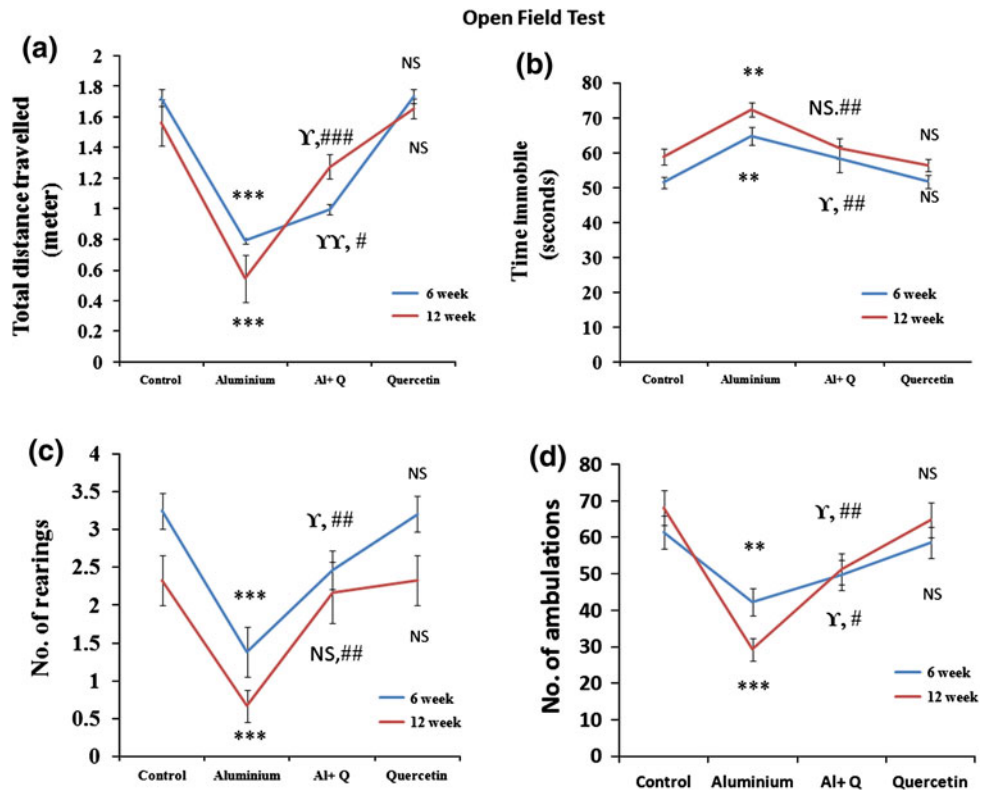 Open Field Test
(a)
Total distance travelled
(meter)
2
1.8
1.6
1.4
1.2
1
0.8
0.6
0.4
0.2
0
NS
ϒ,###
NS
***
ϒϒ, #
***
6 week
12 week
Control Aluminium Al+ Q Quercetin
(b)
Time Immobile
(seconds)
90
80
70
60
50
40
30
20
10
0
**
NS.##
NS
**
ϒ, ##
NS
6 week
12 week
Control Aluminium Al+ Q Quercetin
(c)
No. of rearings
4
3.5
3
2.5
2
1.5
1
0.5
0
NS
ϒ, ##
***
NS,##
NS
***
6 week
12 week
Control Aluminium Al+ Q Quercetin
(d)
No. of ambulations
80
70
60
50
40
30
20
10
0
NS
ϒ, ##
**
ϒ, #
NS
***
6 week
12 week
Control Aluminium Al+ Q Quercetin